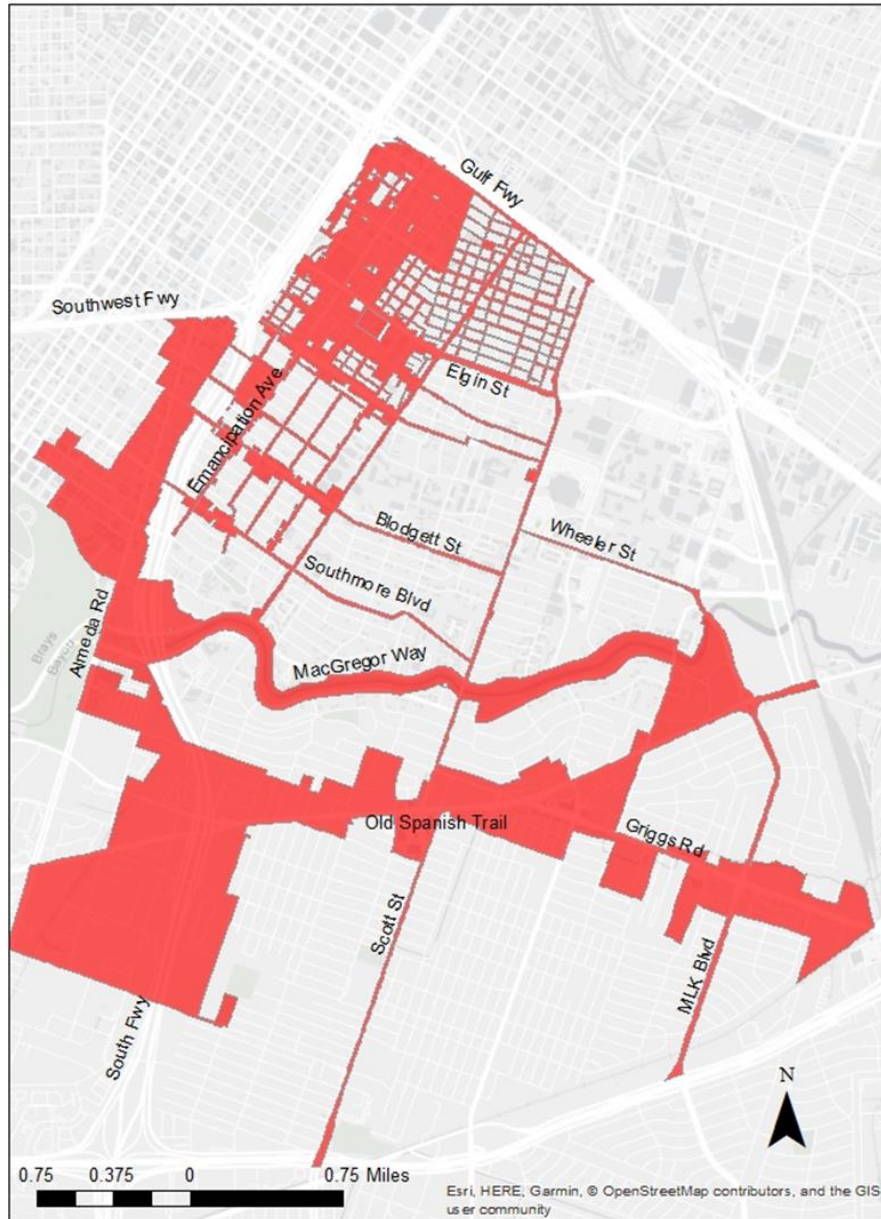 Gulf Fwy
Southwest Fwy
Elgin St
Emancipation Ave
Wheeler St
Blodgett St
Southmore Blvd
Almeda Rd
Brays
Bayou
MacGregor Way
Old Spanish Trail
Griggs Rd
Scott St
MLK Blvd
South Fwy
N
0.75 0.375 0 0.75 Miles
Esri, HERE, Garmin, © OpenStreetMap contributors, and the GIS
user community